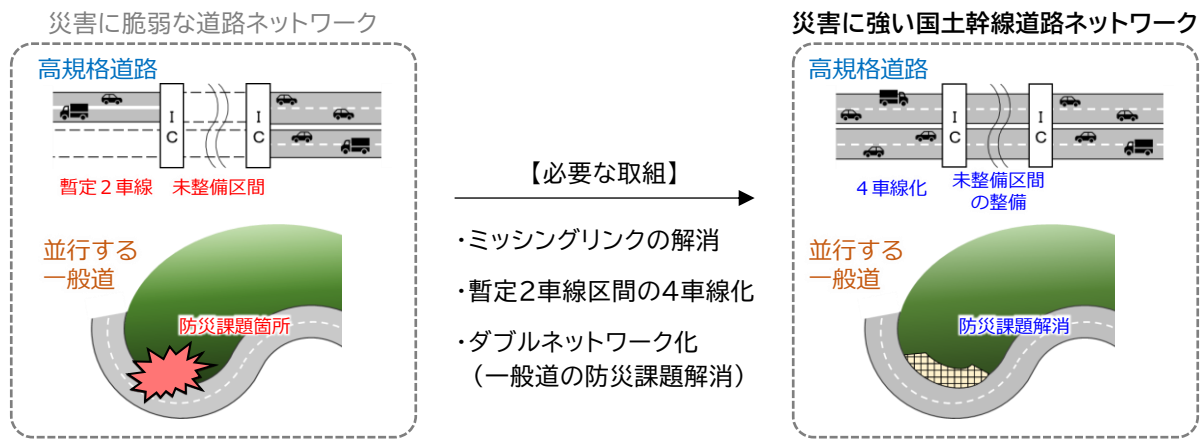 災害に脆弱な道路ネットワーク
高規格道路
IC
IC
暫定2車線
未整備区間
並行する
一般道
防災課題箇所
【必要な取組】
・ミッシングリンクの解消
・暫定2車線区間の4車線化
・ダブルネットワーク化
（一般道の防災課題解消）
災害に強い国土幹線道路ネットワーク
高規格道路
IC
IC
4車線化
未整備区間
の整備
並行する
一般道
防災課題解消